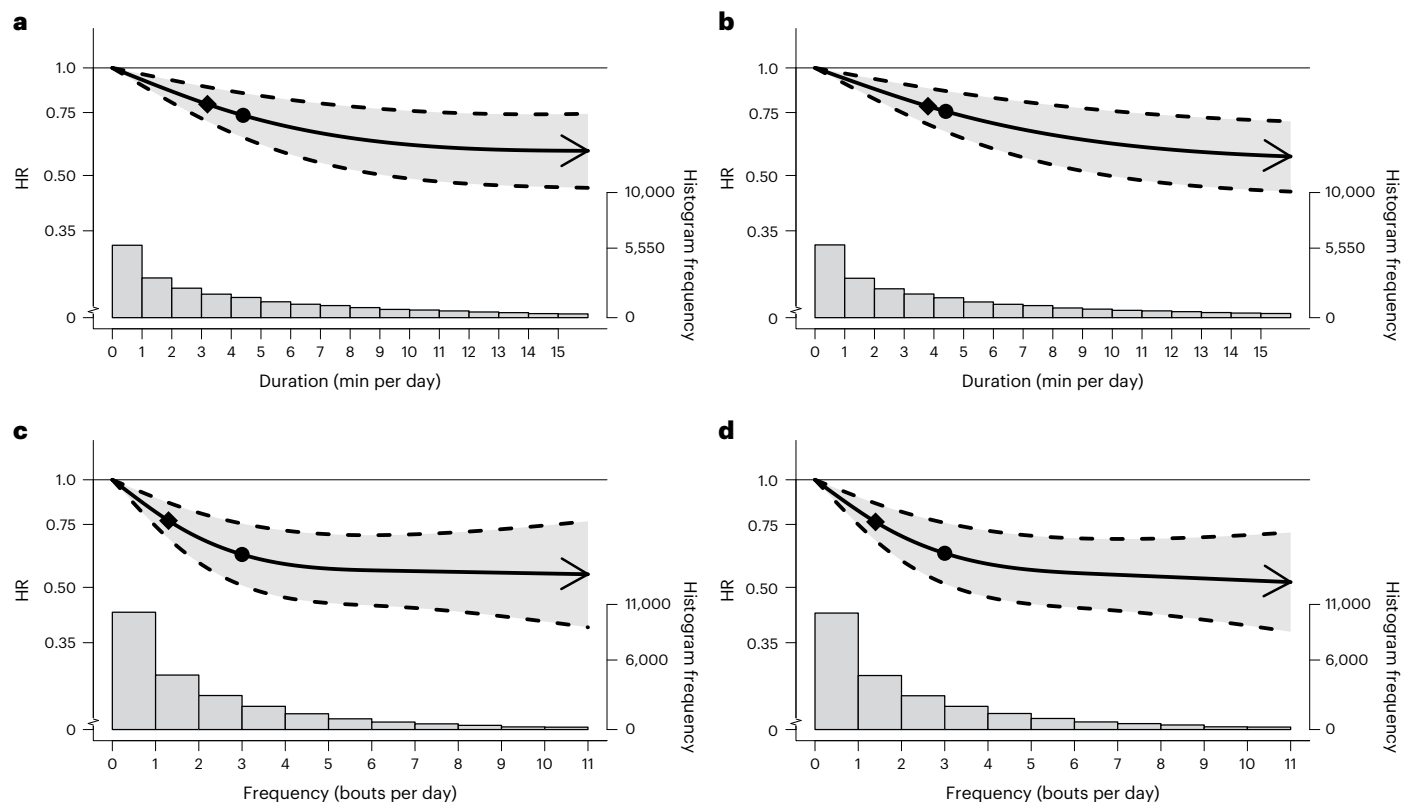 a
1.0
0.75
0.50
0.35
0
HR
10,000
5,550
0
Histogram frequency
0 1 2 3 4 5 6 7 8 9 10 11 12 13 14 15
Duration (min per day)
b
1.0
0.75
0.50
0.35
0
HR
10,000
5,550
0
Histogram frequency
0 1 2 3 4 5 6 7 8 9 10 11 12 13 14 15
Duration (min per day)
c
1.0
0.75
0.50
0.35
0
HR
11,000
6,000
0
Histogram frequency
0 1 2 3 4 5 6 7 8 9 10 11
Frequency (bouts per day)
d
1.0
0.75
0.50
0.35
0
HR
11,000
6,000
0
Histogram frequency
0 1 2 3 4 5 6 7 8 9 10 11
Frequency (bouts per day)